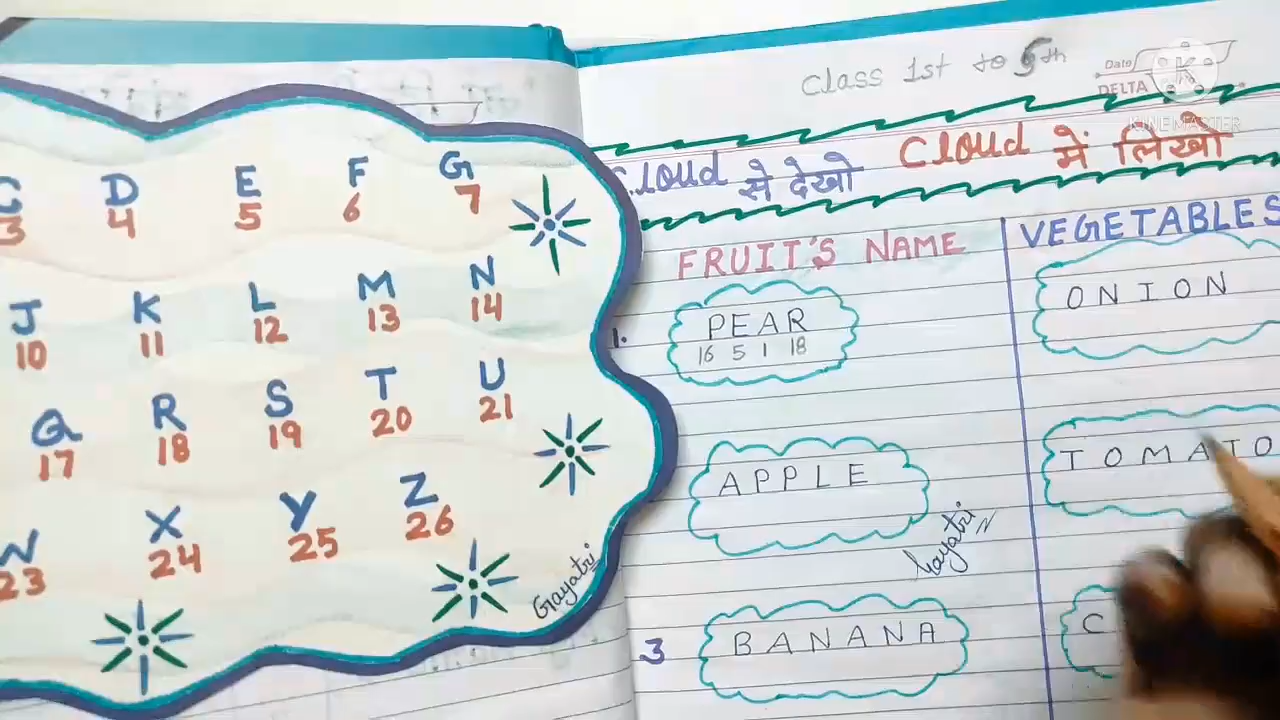 C D E F G
3 4 5 6 7
J K L M N
10 11 12 13 14
Q R S T U
17 18 19 20 21
W X Y Z
23 24 25 26
Gayatri
Class 1st to 5th
Date
DELTA
KINEMASTER
Cloud से देखो Cloud में लिखो
FRUIT'S NAME
VEGETABLES
1.
PEAR
16 5 1 18
ONION
APPLE
TOMATO
Gayatri
3
BANANA
C